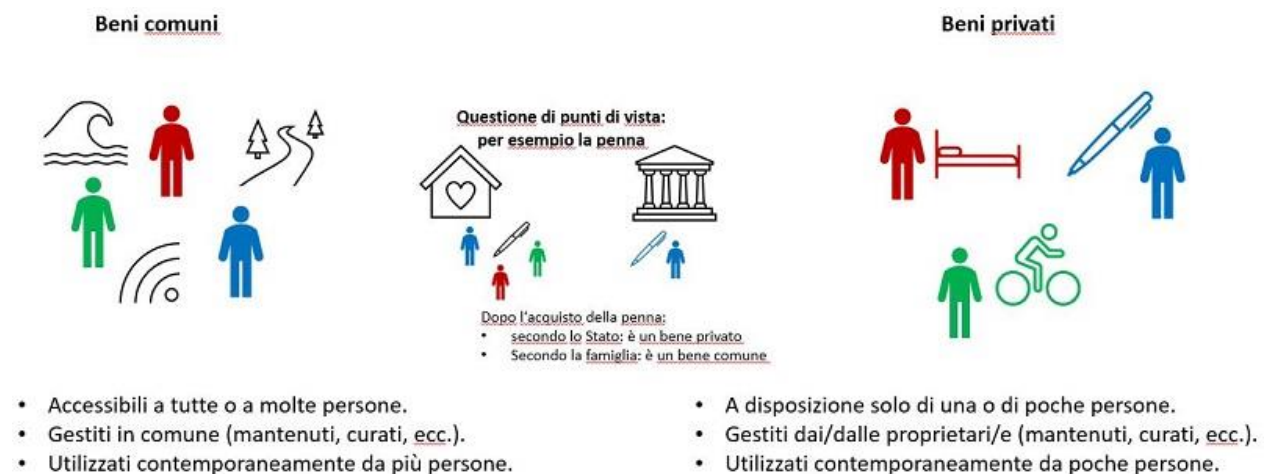 Beni comuni
Beni privati
Questione di punti di vista:
per esempio la penna
Dopo l'acquisto della penna:
• secondo lo Stato: è un bene privato
• Secondo la famiglia: è un bene comune
• Accessibili a tutte o a molte persone.
• Gestiti in comune (mantenuti, curati, ecc.).
• Utilizzati contemporaneamente da più persone.
• A disposizione solo di una o di poche persone.
• Gestiti dai/dalle proprietari/e (mantenuti, curati, ecc.).
• Utilizzati contemporaneamente da poche persone.